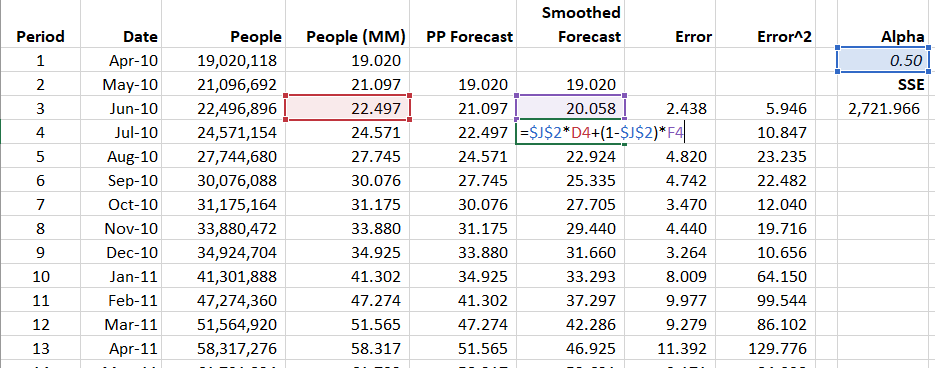 Smoothed
Period Date People People (MM) PP Forecast Forecast Error Error^2 Alpha
1 Apr-10 19,020,118 19.020 0.50
2 May-10 21,096,692 21.097 19.020 19.020 SSE
3 Jun-10 22,496,896 22.497 21.097 20.058 2.438 5.946 2,721.966
4 Jul-10 24,571,154 24.571 22.497 =$J$2*D4+(1-$J$2)*F4 10.847
5 Aug-10 27,744,680 27.745 24.571 22.924 4.820 23.235
6 Sep-10 30,076,088 30.076 27.745 25.335 4.742 22.482
7 Oct-10 31,175,164 31.175 30.076 27.705 3.470 12.040
8 Nov-10 33,880,472 33.880 31.175 29.440 4.440 19.716
9 Dec-10 34,924,704 34.925 33.880 31.660 3.264 10.656
10 Jan-11 41,301,888 41.302 34.925 33.293 8.009 64.150
11 Feb-11 47,274,360 47.274 41.302 37.297 9.977 99.544
12 Mar-11 51,564,920 51.565 47.274 42.286 9.279 86.102
13 Apr-11 58,317,276 58.317 51.565 46.925 11.392 129.776